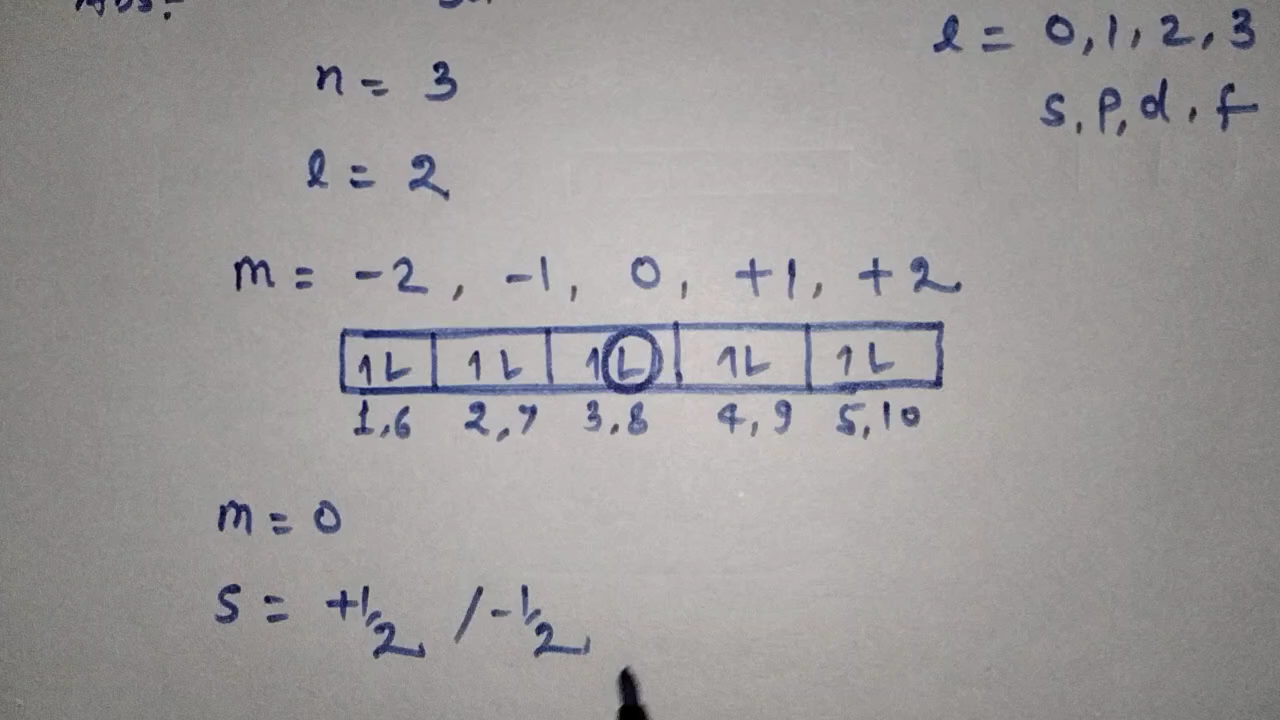 Ans:-
n = 3
l = 0, 1, 2, 3
s, p, d, f
l = 2
m = -2, -1, 0, +1, +2
1L 1L 1L 1L 1L
1,6 2,7 3,8 4,9 5,10
m = 0
S = +1/2 / -1/2